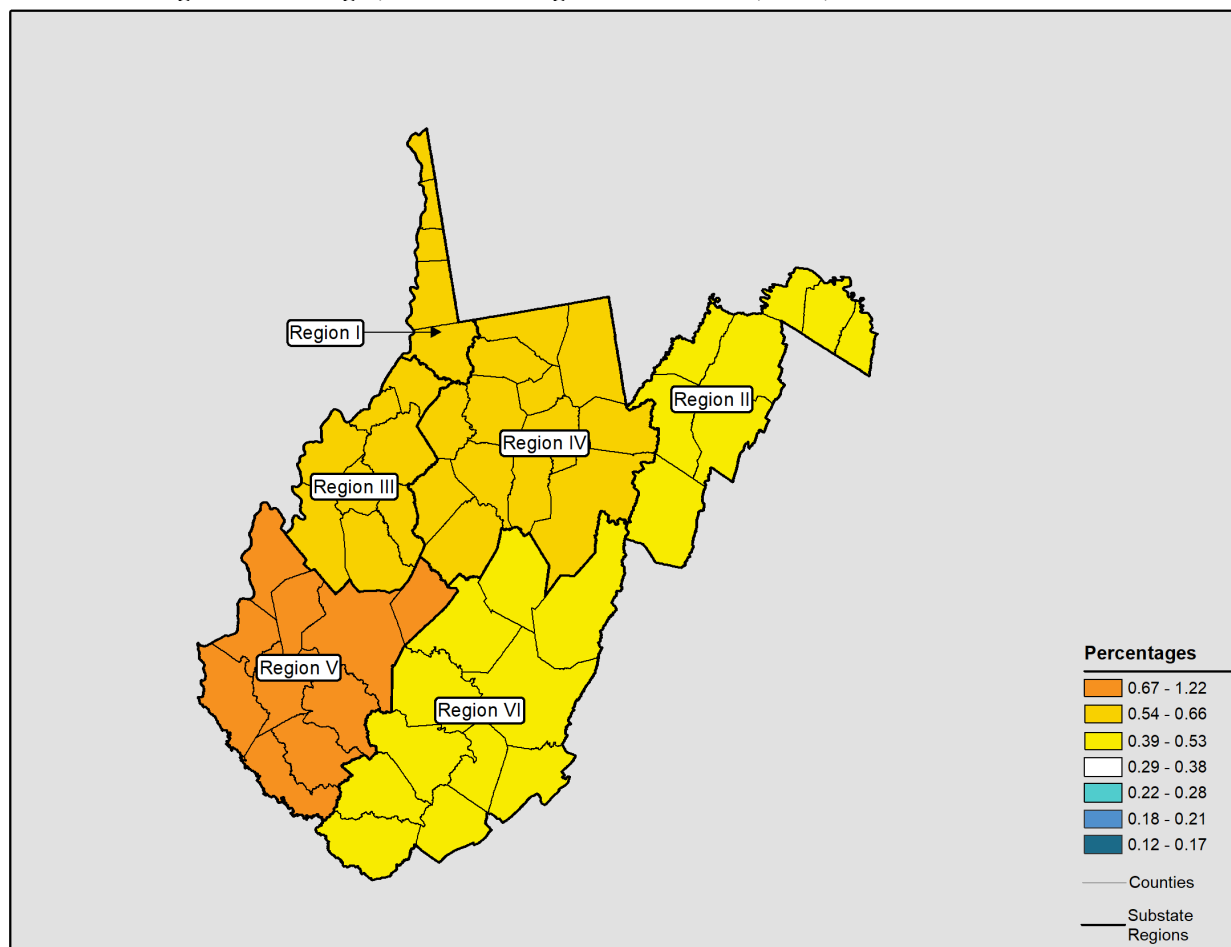 Region I
Region II
Region IV
Region III
Region V
Region VI
Percentages
0.67 - 1.22
0.54 - 0.66
0.39 - 0.53
0.29 - 0.38
0.22 - 0.28
0.18 - 0.21
0.12 - 0.17
Counties
Substate
Regions